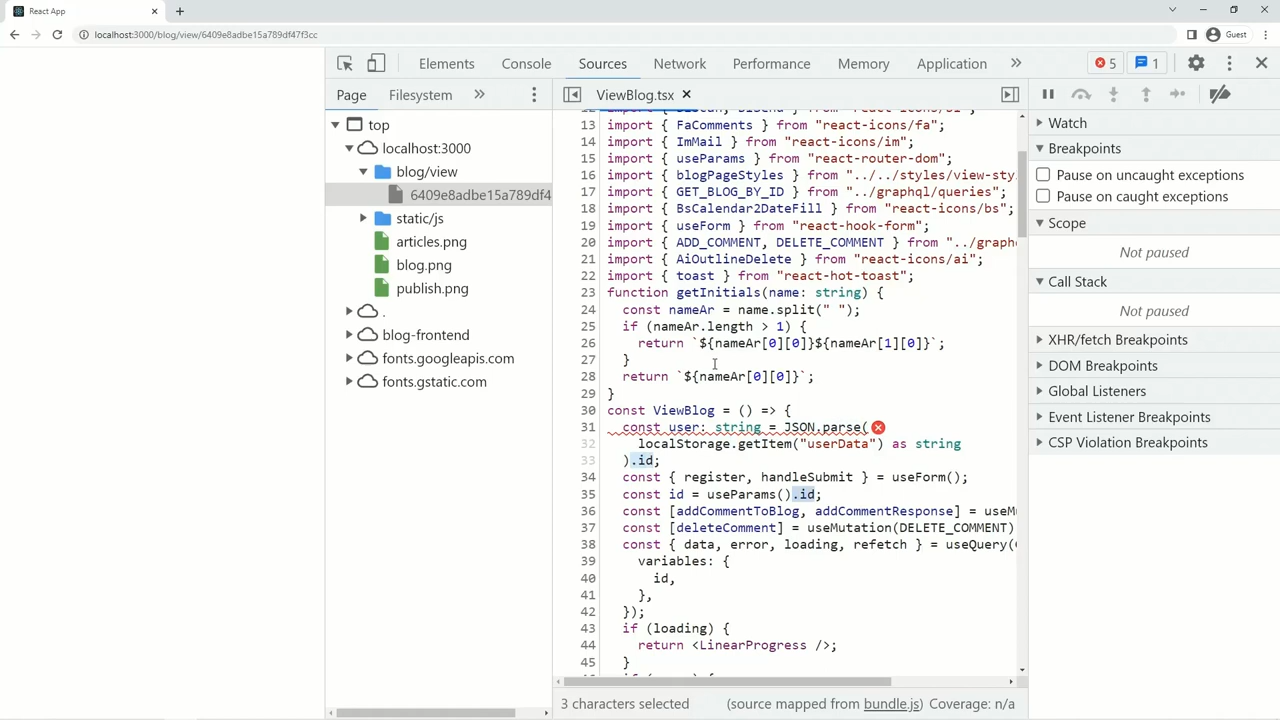 React App
localhost:3000/blog/view/6409e8adbe15a789df47f3cc
Guest
Elements Console Sources Network Performance Memory Application 5 1
Page Filesystem
ViewBlog.tsx
top
localhost:3000
blog/view
6409e8adbe15a789df4
static/js
articles.png
blog.png
publish.png
.
blog-frontend
fonts.googleapis.com
fonts.gstatic.com
13 import { FaComments } from "react-icons/fa";
14 import { ImMail } from "react-icons/im";
15 import { useParams } from "react-router-dom";
16 import { blogPageStyles } from "../../styles/view-sty
17 import { GET_BLOG_BY_ID } from "../graphql/queries";
18 import { BsCalendar2DateFill } from "react-icons/bs";
19 import { useForm } from "react-hook-form";
20 import { ADD_COMMENT, DELETE_COMMENT } from "../graph
21 import { AiOutlineDelete } from "react-icons/ai";
22 import { toast } from "react-hot-toast";
23 function getInitials(name: string) {
24 const nameAr = name.split(" ");
25 if (nameAr.length > 1) {
26 return `${nameAr[0][0]}${nameAr[1][0]}`;
27 }
28 return `${nameAr[0][0]}`;
29 }
30 const ViewBlog = () => {
31 const user: string = JSON.parse(
32 localStorage.getItem("userData") as string
33 ).id;
34 const { register, handleSubmit } = useForm();
35 const id = useParams().id;
36 const [addCommentToBlog, addCommentResponse] = useMu
37 const [deleteComment] = useMutation(DELETE_COMMENT)
38 const { data, error, loading, refetch } = useQuery(
39 variables: {
40 id,
41 },
42 });
43 if (loading) {
44 return <LinearProgress />;
45 }
3 characters selected (source mapped from bundle.js) Coverage: n/a
Watch
Breakpoints
Pause on uncaught exceptions
Pause on caught exceptions
Scope
Not paused
Call Stack
Not paused
XHR/fetch Breakpoints
DOM Breakpoints
Global Listeners
Event Listener Breakpoints
CSP Violation Breakpoints